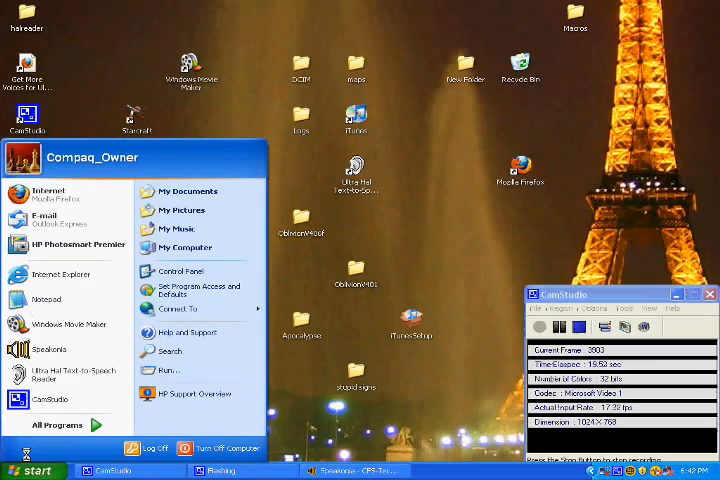 halreader
Macros
Get More
Voices for Ul...
Windows Movie
Maker
DCIM
maps
New Folder
Recycle Bin
CamStudio
Starcraft
Logs
iTunes
Ultra Hal
Text-to-Sp...
Mozilla Firefox
OblivionV406f
OblivionV401
Apocalypse
iTunesSetup
stupid signs
Compaq_Owner
Internet
Mozilla Firefox
E-mail
Outlook Express
HP Photosmart Premier
Internet Explorer
Notepad
Windows Movie Maker
Speakonia
Ultra Hal Text-to-Speech
Reader
CamStudio
All Programs
My Documents
My Pictures
My Music
My Computer
Control Panel
Set Program Access and
Defaults
Connect To
Help and Support
Search
Run...
HP Support Overview
Log Off
Turn Off Computer
CamStudio
File Region Options Tools View Help
Current Frame : 3903
Time Elapsed : 19.53 sec
Number of Colors : 32 bits
Codec : Microsoft Video 1
Actual Input Rate : 17.39 fps
Dimension : 1024 X 768
Press the Stop Button to stop recording
start
CamStudio
Flashing
Speakonia - CFS-Tec...
6:42 PM